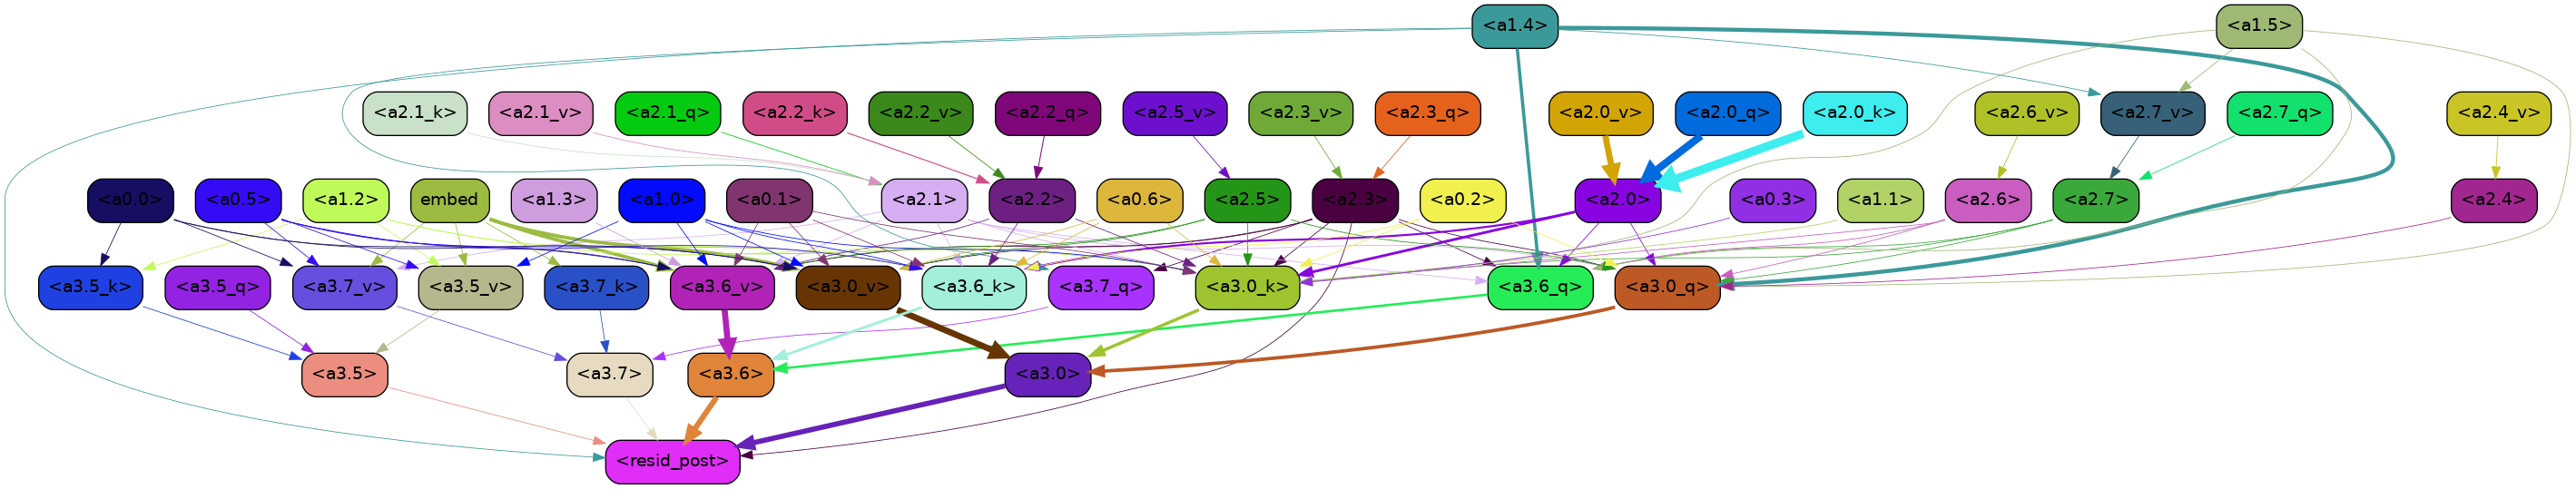 <a1.4> <a1.5>
<a2.1_k> <a2.1_v> <a2.1_q> <a2.2_k> <a2.2_v> <a2.2_q> <a2.5_v> <a2.3_v> <a2.3_q> <a2.0_v> <a2.0_q> <a2.0_k> <a2.6_v> <a2.7_v> <a2.7_q> <a2.4_v>
<a0.0> <a0.5> <a1.2> embed <a1.3> <a1.0> <a0.1> <a2.1> <a2.2> <a0.6> <a2.5> <a2.3> <a0.2> <a2.0> <a0.3> <a1.1> <a2.6> <a2.7> <a2.4>
<a3.5_k> <a3.5_q> <a3.7_v> <a3.5_v> <a3.7_k> <a3.6_v> <a3.0_v> <a3.6_k> <a3.7_q> <a3.0_k> <a3.6_q> <a3.0_q>
<a3.5> <a3.7> <a3.6> <a3.0>
<resid_post>